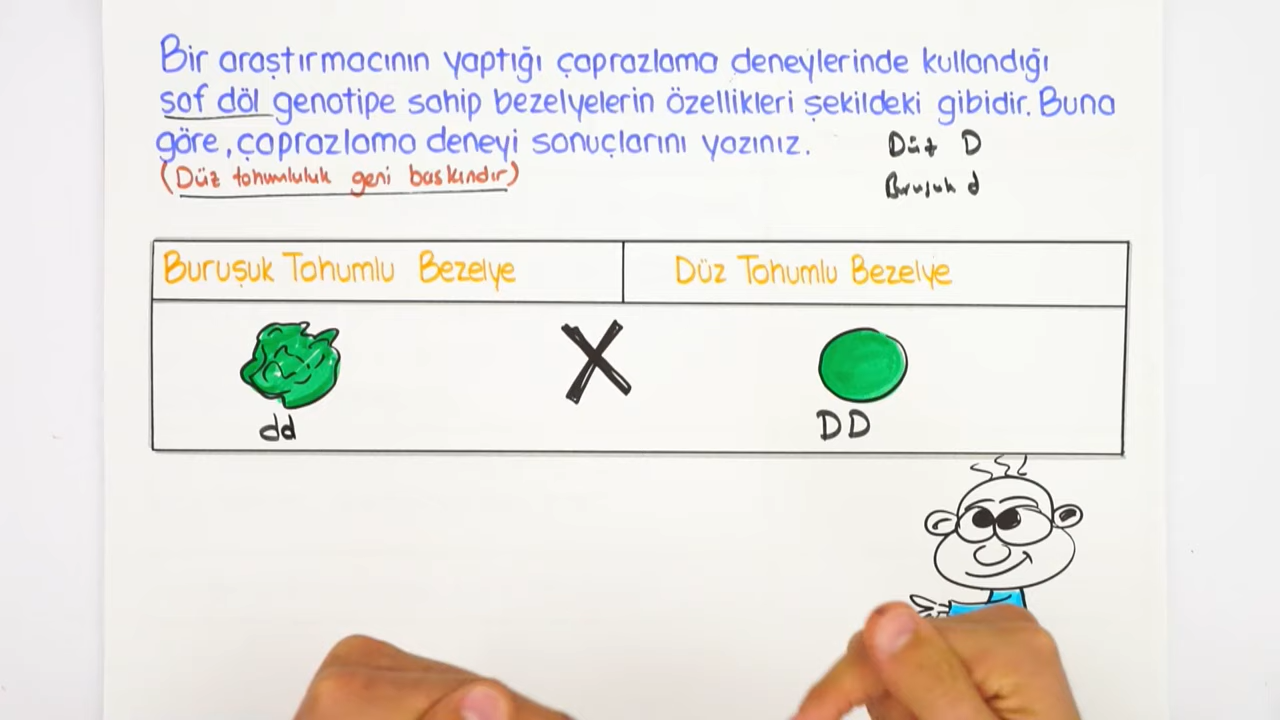 Bir araştırmacının yaptığı çaprazlama deneylerinde kullandığı
saf döl genotipe sahip bezelyelerin özellikleri şekildeki gibidir. Buna
göre, çaprazlama deneyi sonuçlarını yazınız.
Düz D
(Düz tohumluluk geni baskındır)
Buruşuk d
Buruşuk Tohumlu Bezelye
Düz Tohumlu Bezelye
X
dd
DD